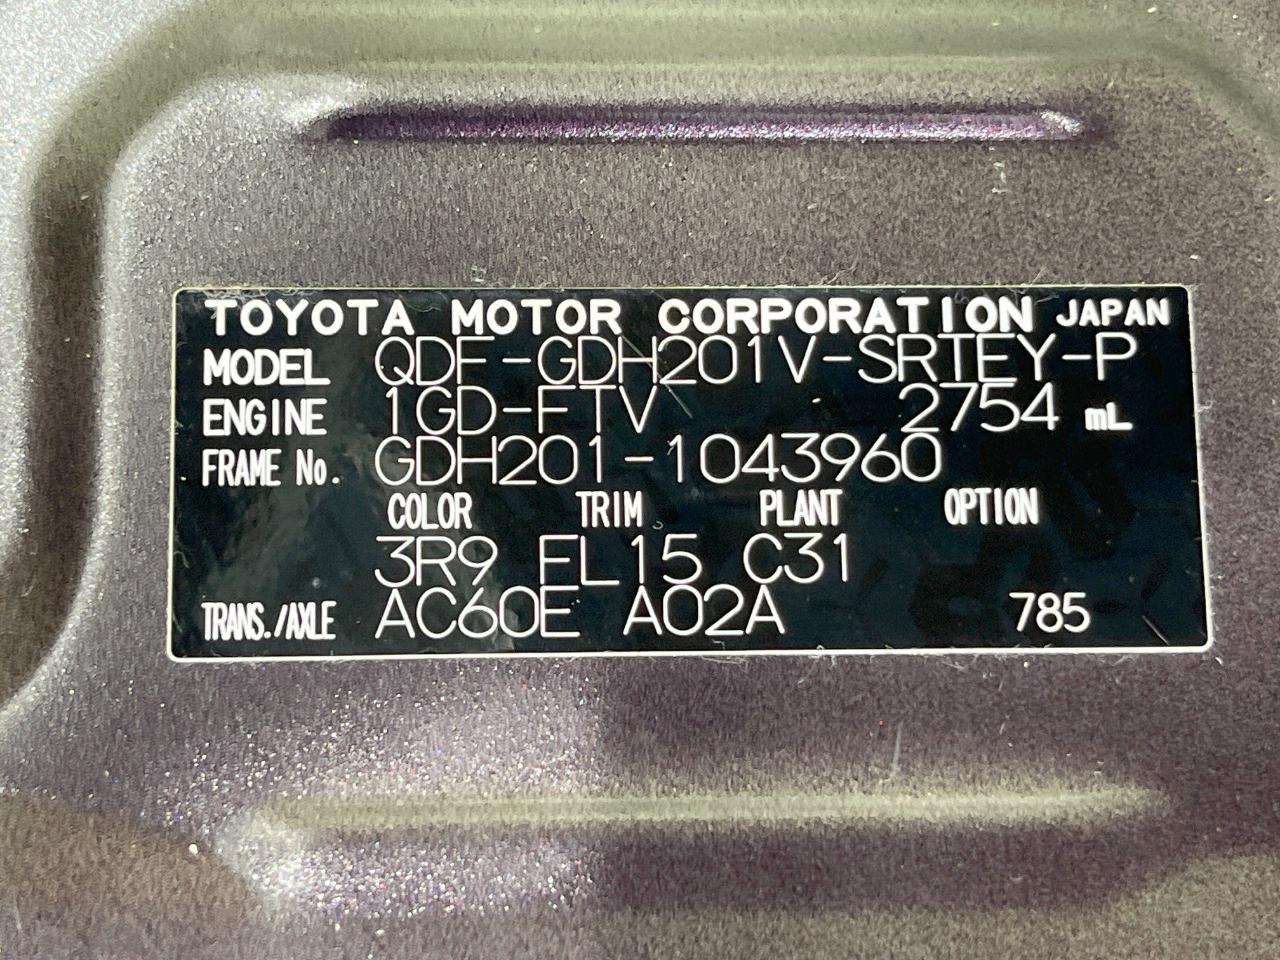 TOYOTA MOTOR CORPORATION JAPAN
MODEL QDF-GDH201V-SRTEY-P
ENGINE 1GD-FTV 2754 mL
FRAME No. GDH201-1043960
COLOR TRIM PLANT OPTION
3R9 FL15 C31
TRANS./AXLE AC60E A02A 785